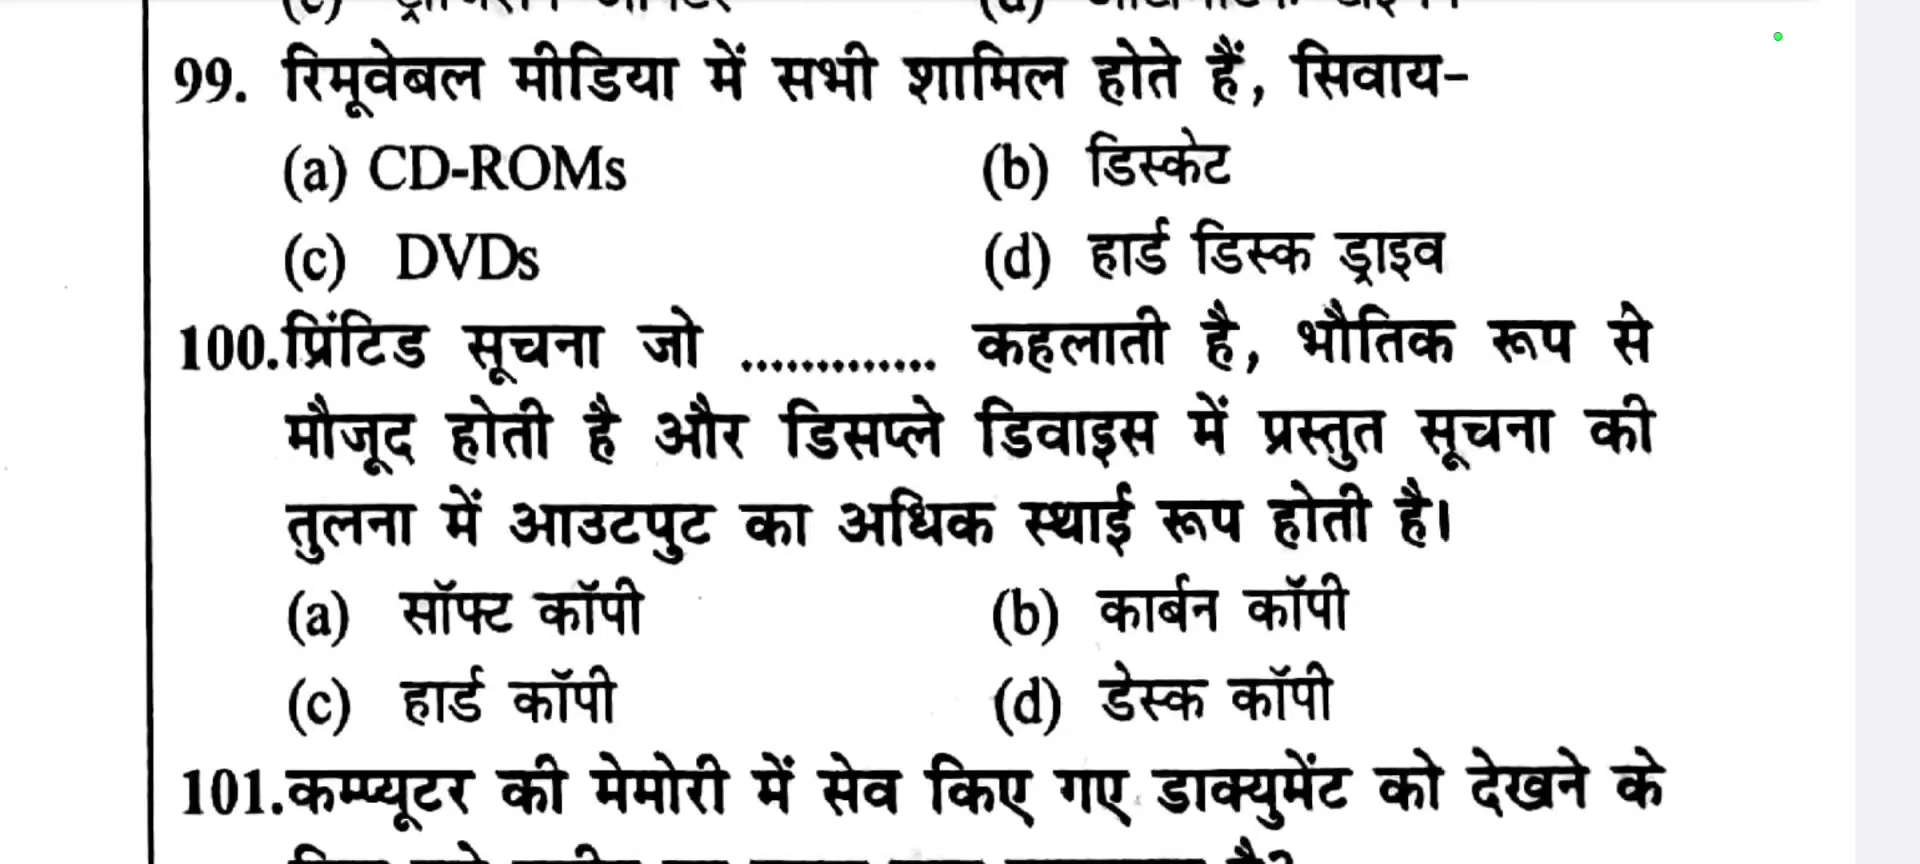 99. रिमूवेबल मीडिया में सभी शामिल होते हैं, सिवाय-
(a) CD-ROMs (b) डिस्केट
(c) DVDs (d) हार्ड डिस्क ड्राइव
100.प्रिंटिड सूचना जो ............. कहलाती है, भौतिक रूप से
मौजूद होती है और डिसप्ले डिवाइस में प्रस्तुत सूचना की
तुलना में आउटपुट का अधिक स्थाई रूप होती है।
(a) सॉफ्ट कॉपी (b) कार्बन कॉपी
(c) हार्ड कॉपी (d) डेस्क कॉपी
101.कम्प्यूटर की मेमोरी में सेव किए गए डाक्युमेंट को देखने के